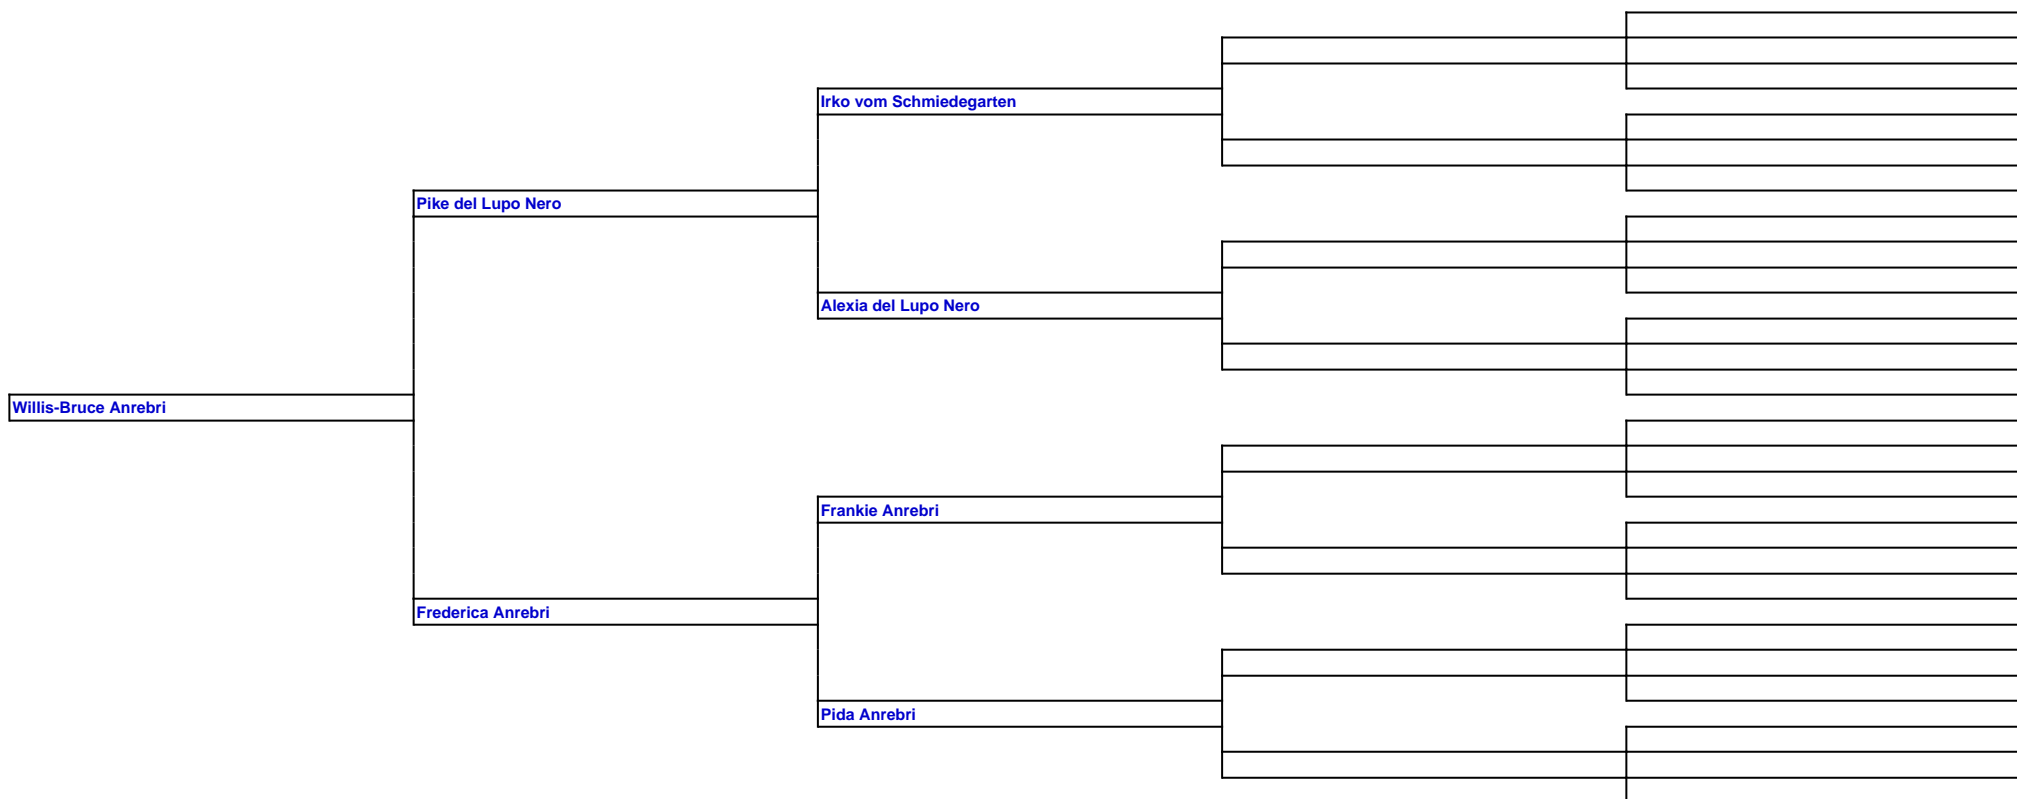 Irko vom Schmiedegarten
Pike del Lupo Nero
Alexia del Lupo Nero
Willis-Bruce Anrebri
Frankie Anrebri
Frederica Anrebri
Pida Anrebri